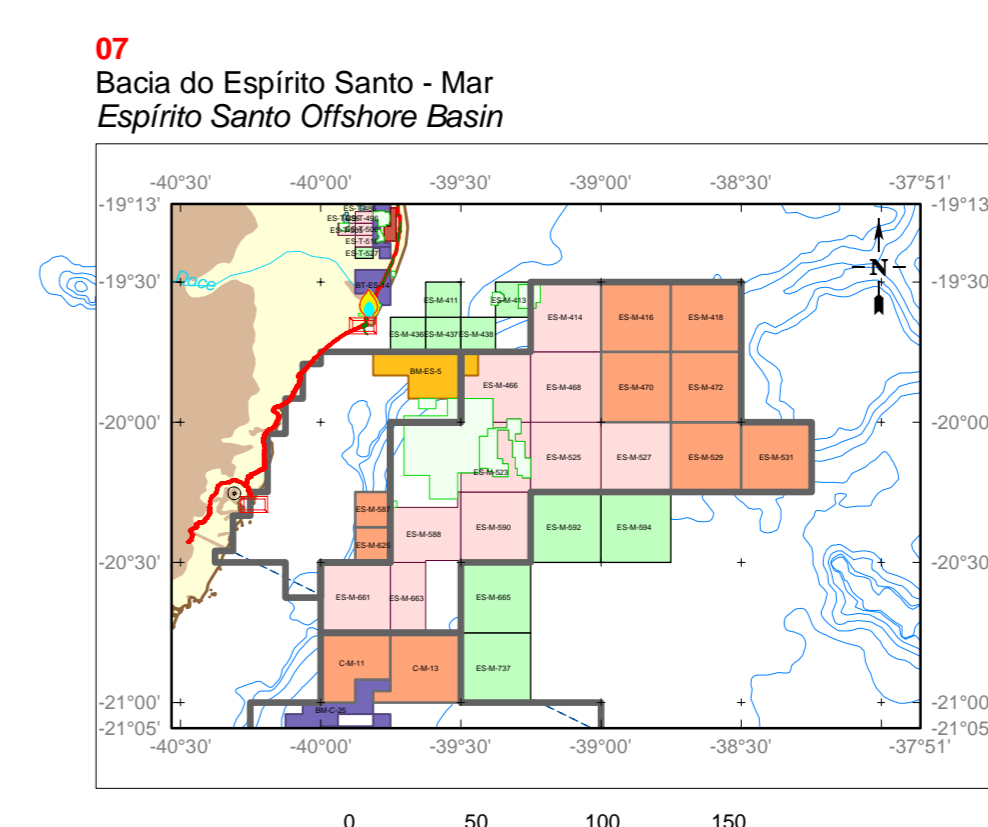 07
Bacia do Espírito Santo - Mar
Espírito Santo Offshore Basin
-40°30' -40°00' -39°30' -39°00' -38°30' -37°51'
-19°13' -19°13
-19°30' -19°30'
-20°00' -20°00'
-20°30' -20°30'
-21°00' -21°00'
-21°05' -21°05
ES-T-516
ES-T-527
BT-ES-14
Doce
N
ES-M-411 ES-M-413
ES-M-414 ES-M-416 ES-M-418
ES-M-436 ES-M-437 ES-M-438
BM-ES-5
ES-M-466 ES-M-468 ES-M-470 ES-M-472
ES-M-523 ES-M-525 ES-M-527 ES-M-529 ES-M-531
ES-M-587
ES-M-588 ES-M-590 ES-M-592 ES-M-594
ES-M-625
ES-M-661 ES-M-663 ES-M-665
C-M-11 C-M-13 ES-M-737
BM-C-25
-40°30' -40°00' -39°30' -39°00' -38°30' -37°51'
0 50 100 150